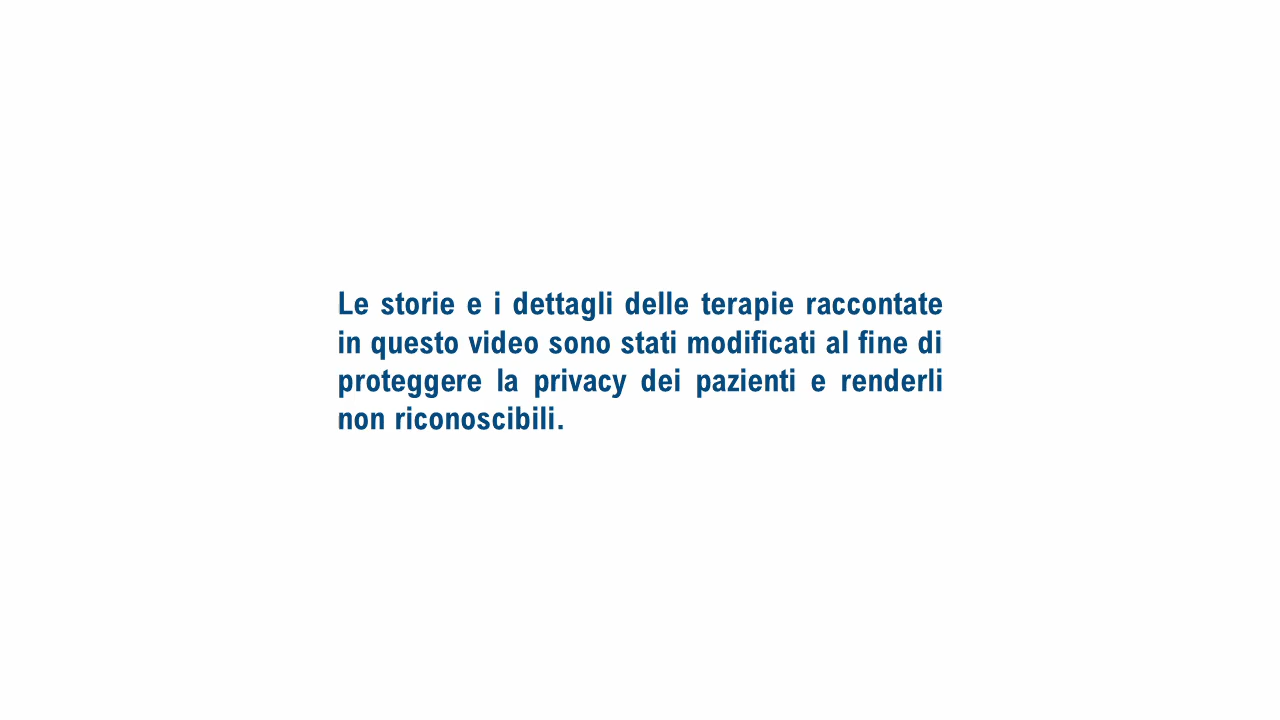 Le storie e i dettagli delle terapie raccontate
in questo video sono stati modificati al fine di
proteggere la privacy dei pazienti e renderli
non riconoscibili.